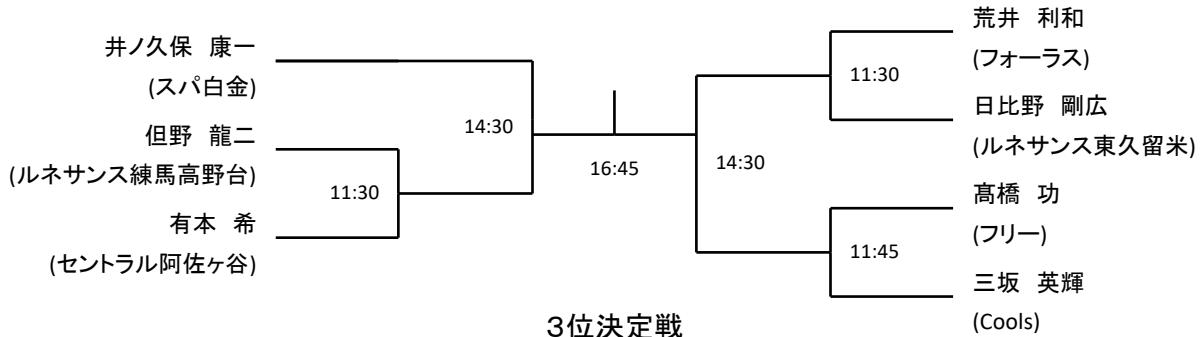 井ノ久保　康一
(スパ白金)
但野　龍二
(ルネサンス練馬高野台)
有本　希
(セントラル阿佐ヶ谷)
14:30
11:30
16:45
荒井　利和
(フォーラス)
11:30
日比野　剛広
(ルネサンス東久留米)
14:30
髙橋　功
(フリー)
11:45
三坂　英輝
(Cools)
3位決定戦